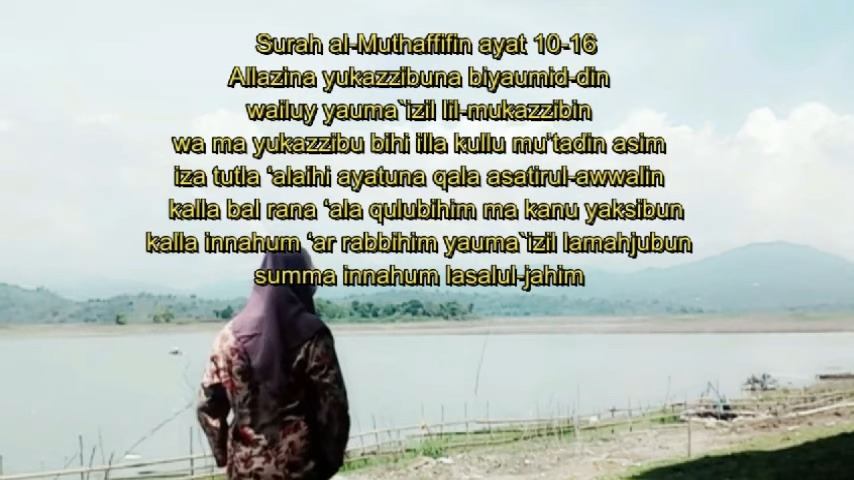 Surah al-Muthaffifin ayat 10-16
Allazina yukazzibuna biyaumid-din
wailuy yauma`izil lil-mukazzibin
wa ma yukazzibu bihi illa kullu mu'tadin asim
iza tutla ‘alaihi ayatuna qala asatirul-awwalin
kalla bal rana ‘ala qulubihim ma kanu yaksibun
kalla innahum ‘ar rabbihim yauma`izil lamahjubun
summa innahum lasalul-jahim